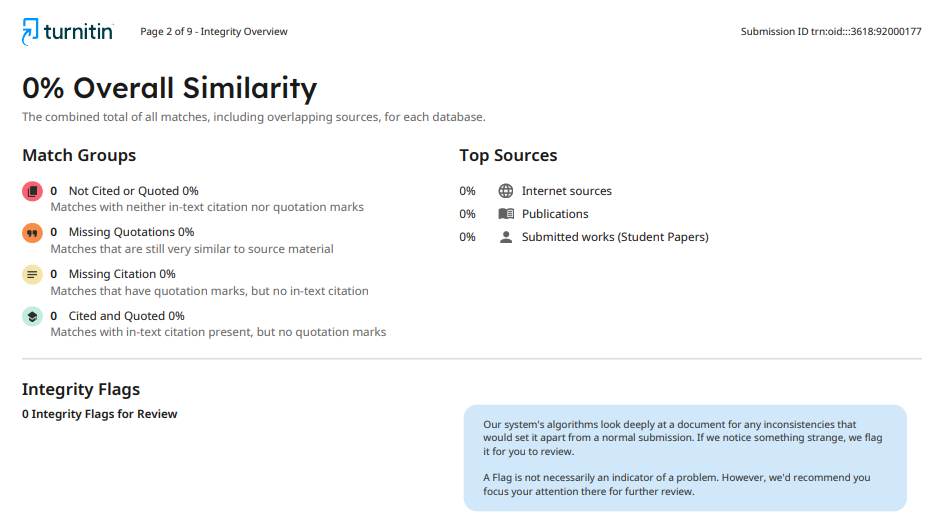 turnitin Page 2 of 9 - Integrity Overview Submission ID trn:oid:::3618:92000177
0% Overall Similarity
The combined total of all matches, including overlapping sources, for each database.
Match Groups
0 Not Cited or Quoted 0%
Matches with neither in-text citation nor quotation marks
0 Missing Quotations 0%
Matches that are still very similar to source material
0 Missing Citation 0%
Matches that have quotation marks, but no in-text citation
0 Cited and Quoted 0%
Matches with in-text citation present, but no quotation marks
Top Sources
0% Internet sources
0% Publications
0% Submitted works (Student Papers)
Integrity Flags
0 Integrity Flags for Review
Our system's algorithms look deeply at a document for any inconsistencies that
would set it apart from a normal submission. If we notice something strange, we flag
it for you to review.
A Flag is not necessarily an indicator of a problem. However, we'd recommend you
focus your attention there for further review.